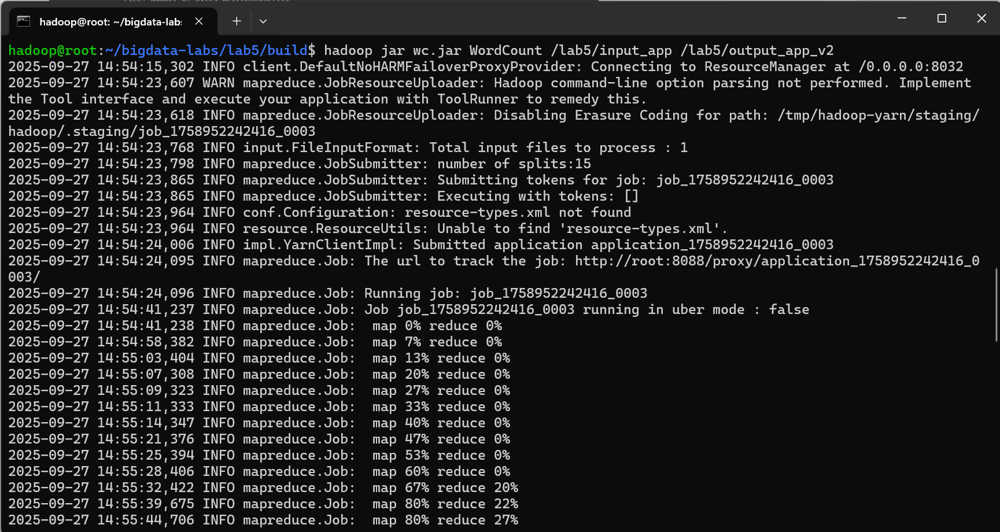 hadoop@root: ~/bigdata-labs
hadoop@root:~/bigdata-labs/lab5/build$ hadoop jar wc.jar WordCount /lab5/input_app /lab5/output_app_v2
2025-09-27 14:54:15,302 INFO client.DefaultNoHARMFailoverProxyProvider: Connecting to ResourceManager at /0.0.0.0:8032
2025-09-27 14:54:23,607 WARN mapreduce.JobResourceUploader: Hadoop command-line option parsing not performed. Implement
the Tool interface and execute your application with ToolRunner to remedy this.
2025-09-27 14:54:23,618 INFO mapreduce.JobResourceUploader: Disabling Erasure Coding for path: /tmp/hadoop-yarn/staging/
hadoop/.staging/job_1758952242416_0003
2025-09-27 14:54:23,768 INFO input.FileInputFormat: Total input files to process : 1
2025-09-27 14:54:23,798 INFO mapreduce.JobSubmitter: number of splits:15
2025-09-27 14:54:23,865 INFO mapreduce.JobSubmitter: Submitting tokens for job: job_1758952242416_0003
2025-09-27 14:54:23,865 INFO mapreduce.JobSubmitter: Executing with tokens: []
2025-09-27 14:54:23,964 INFO conf.Configuration: resource-types.xml not found
2025-09-27 14:54:23,964 INFO resource.ResourceUtils: Unable to find 'resource-types.xml'.
2025-09-27 14:54:24,006 INFO impl.YarnClientImpl: Submitted application application_1758952242416_0003
2025-09-27 14:54:24,095 INFO mapreduce.Job: The url to track the job: http://root:8088/proxy/application_1758952242416_0
003/
2025-09-27 14:54:24,096 INFO mapreduce.Job: Running job: job_1758952242416_0003
2025-09-27 14:54:41,237 INFO mapreduce.Job: Job job_1758952242416_0003 running in uber mode : false
2025-09-27 14:54:41,238 INFO mapreduce.Job:  map 0% reduce 0%
2025-09-27 14:54:58,382 INFO mapreduce.Job:  map 7% reduce 0%
2025-09-27 14:55:03,404 INFO mapreduce.Job:  map 13% reduce 0%
2025-09-27 14:55:07,308 INFO mapreduce.Job:  map 20% reduce 0%
2025-09-27 14:55:09,323 INFO mapreduce.Job:  map 27% reduce 0%
2025-09-27 14:55:11,333 INFO mapreduce.Job:  map 33% reduce 0%
2025-09-27 14:55:14,347 INFO mapreduce.Job:  map 40% reduce 0%
2025-09-27 14:55:21,376 INFO mapreduce.Job:  map 47% reduce 0%
2025-09-27 14:55:25,394 INFO mapreduce.Job:  map 53% reduce 0%
2025-09-27 14:55:28,406 INFO mapreduce.Job:  map 60% reduce 0%
2025-09-27 14:55:32,422 INFO mapreduce.Job:  map 67% reduce 20%
2025-09-27 14:55:39,675 INFO mapreduce.Job:  map 80% reduce 22%
2025-09-27 14:55:44,706 INFO mapreduce.Job:  map 80% reduce 27%